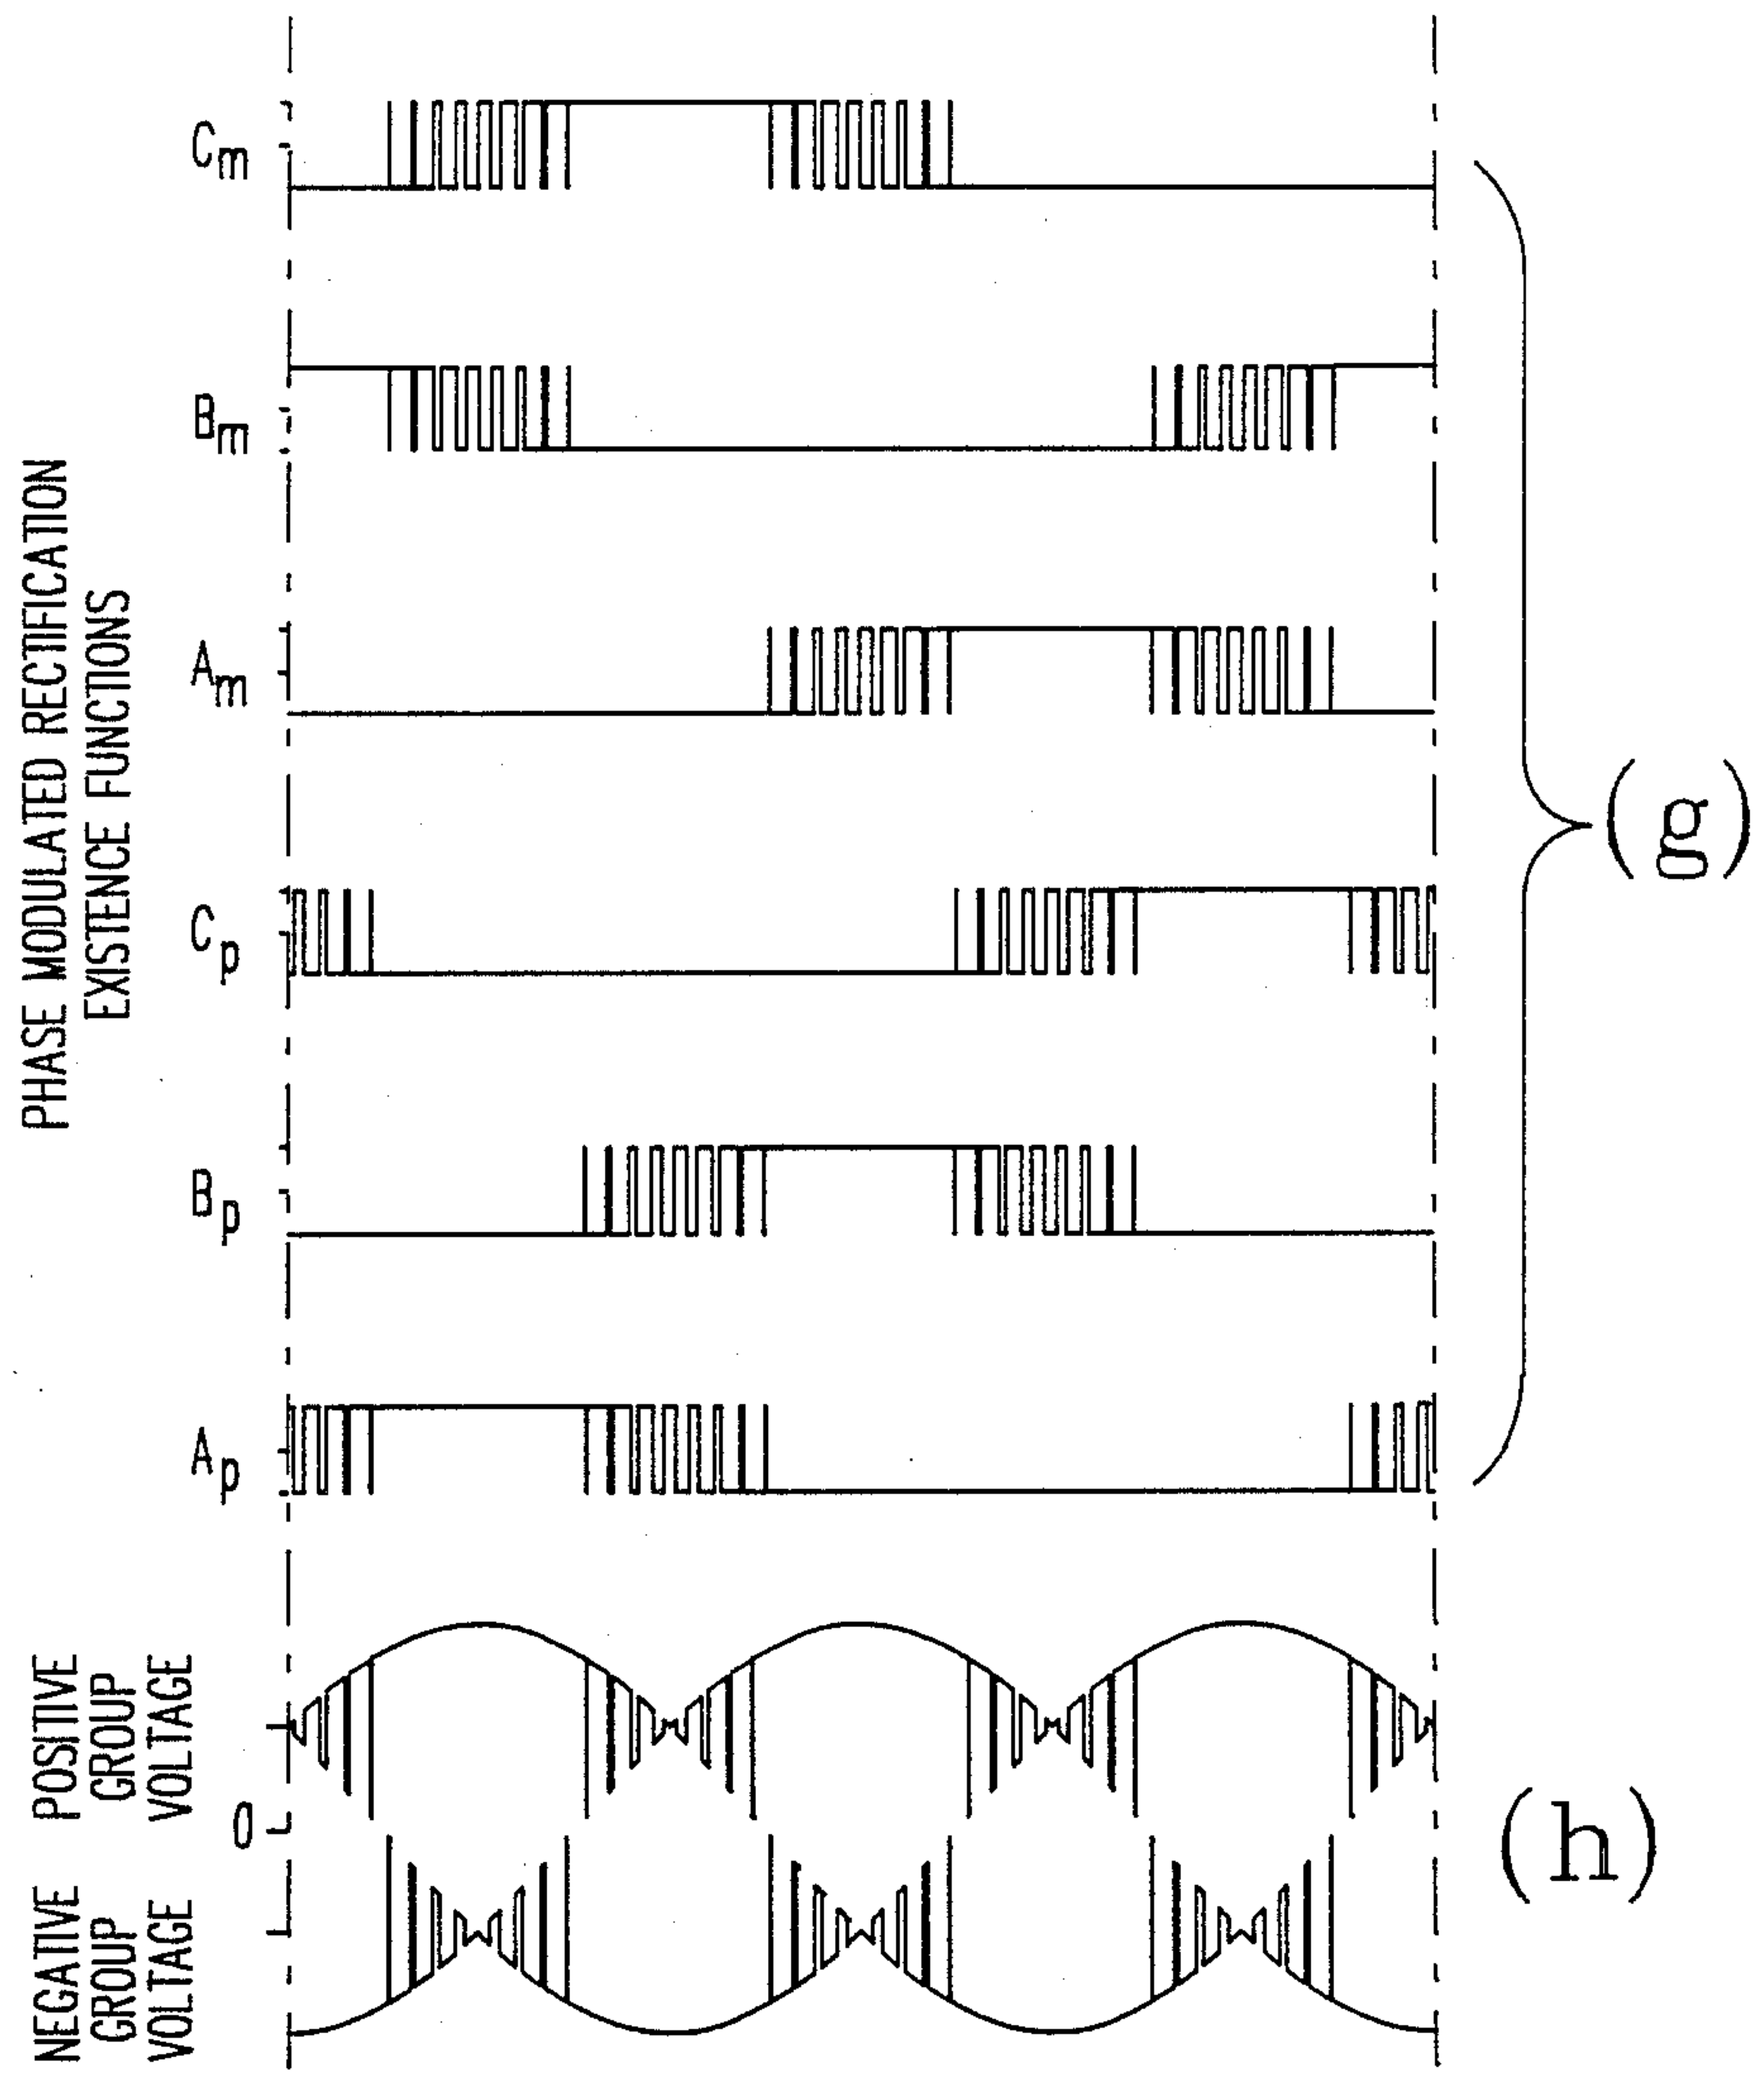 PHASE MODULATED RECTIFICATION
EXISTENCE FUNCTIONS
Cm
Bm
Am
Cp
Bp
Ap
(g)
POSITIVE
GROUP
VOLTAGE
0
NEGATIVE
GROUP
VOLTAGE
(h)